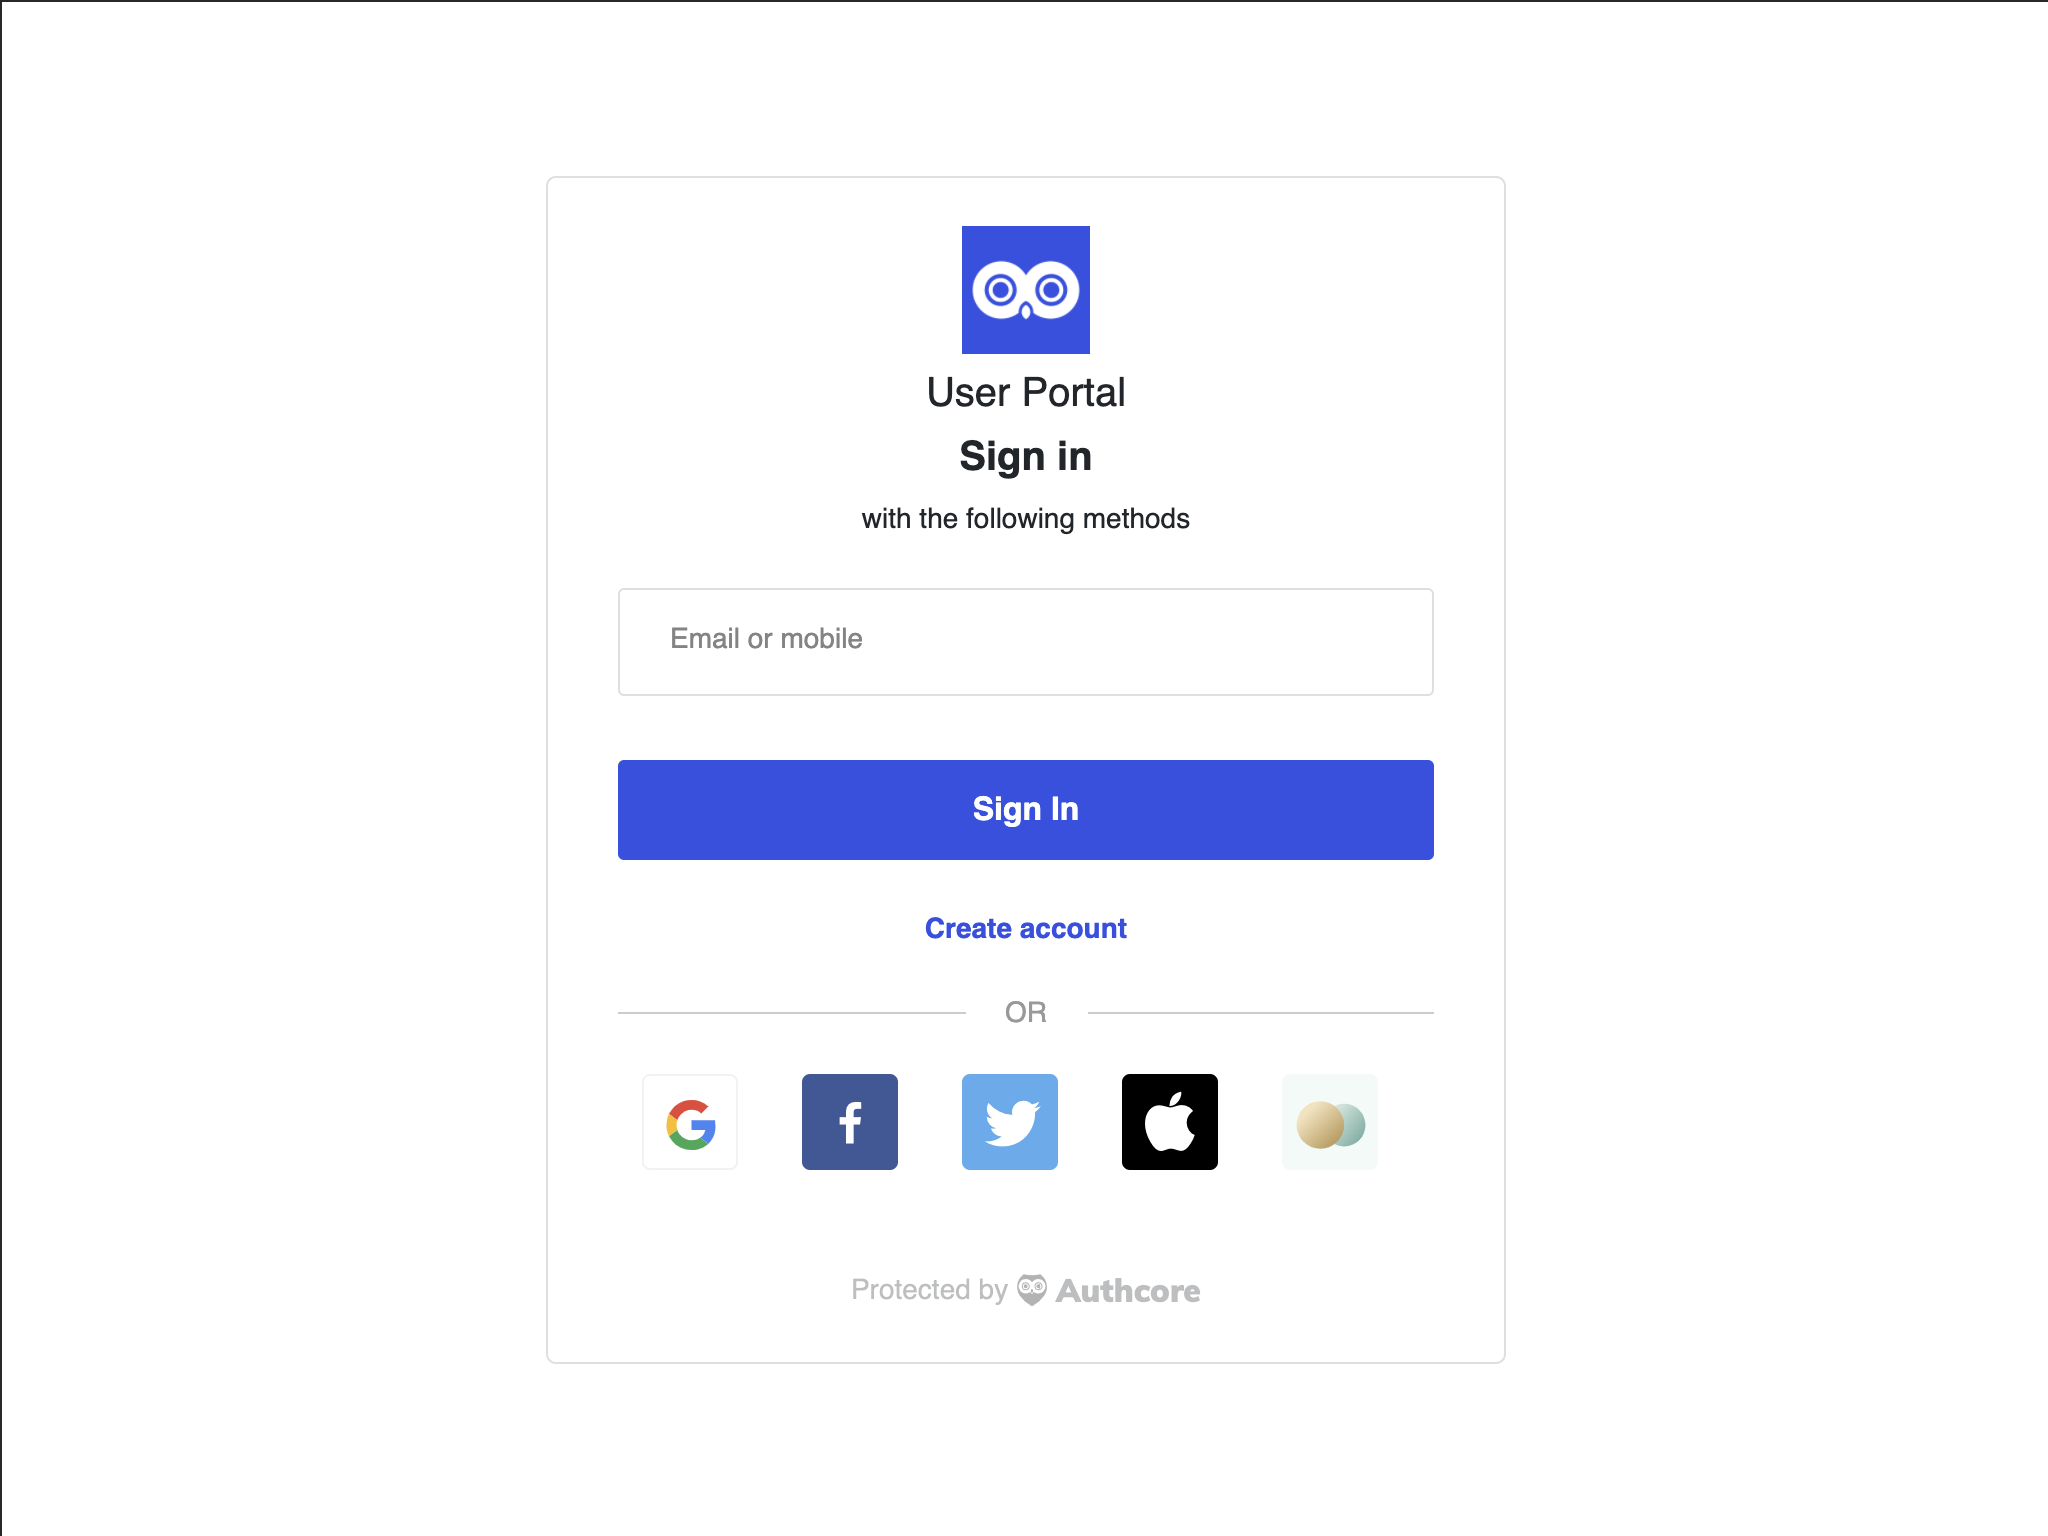 User Portal
Sign in
with the following methods
Email or mobile
Sign In
Create account
OR
Protected by Authcore